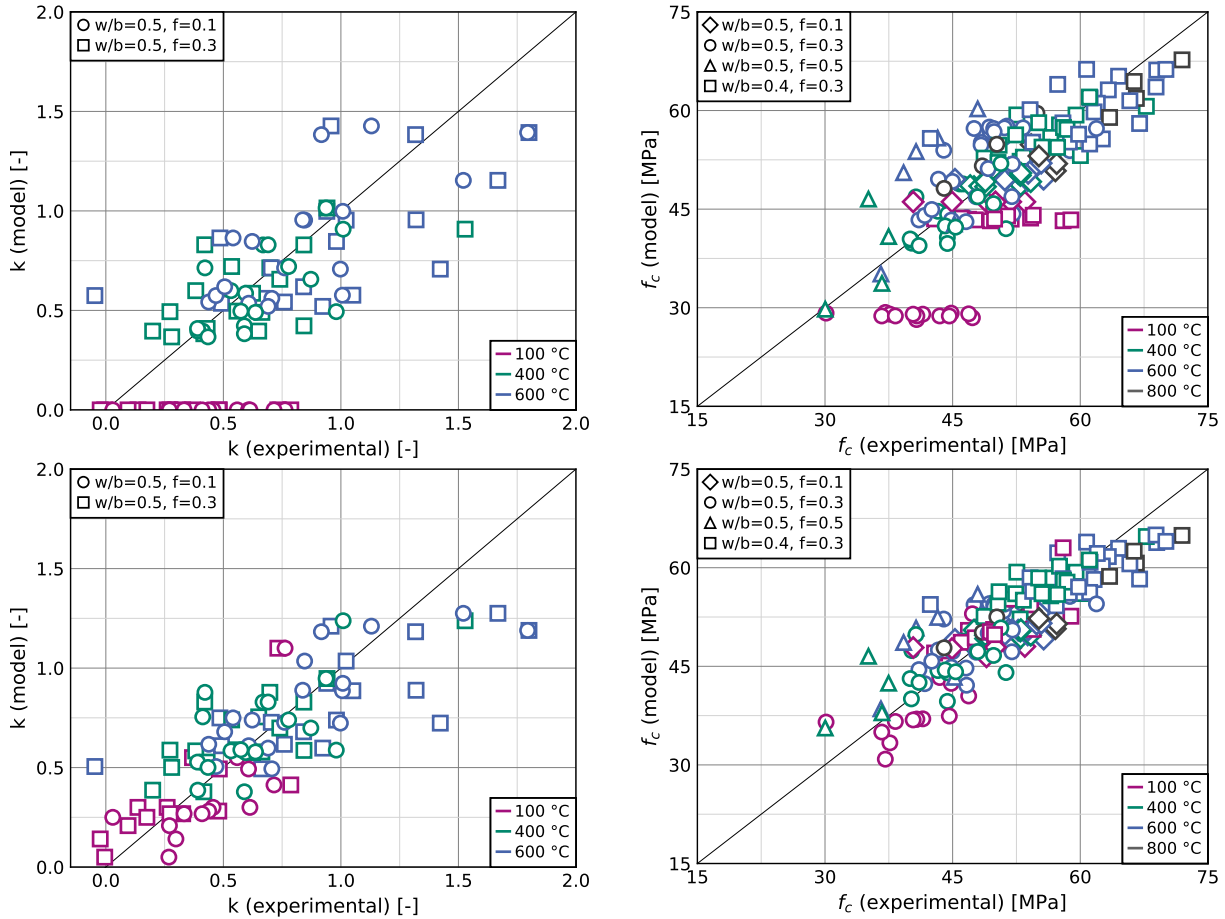 2.0
1.5
1.0
0.5
0.0
k (model) [-]
w/b=0.5, f=0.1
w/b=0.5, f=0.3
100 °C
400 °C
600 °C
0.0 0.5 1.0 1.5 2.0
k (experimental) [-]
75
60
45
30
15
f_c (model) [MPa]
w/b=0.5, f=0.1
w/b=0.5, f=0.3
w/b=0.5, f=0.5
w/b=0.4, f=0.3
100 °C
400 °C
600 °C
800 °C
15 30 45 60 75
f_c (experimental) [MPa]
2.0
1.5
1.0
0.5
0.0
k (model) [-]
w/b=0.5, f=0.1
w/b=0.5, f=0.3
100 °C
400 °C
600 °C
0.0 0.5 1.0 1.5 2.0
k (experimental) [-]
75
60
45
30
15
f_c (model) [MPa]
w/b=0.5, f=0.1
w/b=0.5, f=0.3
w/b=0.5, f=0.5
w/b=0.4, f=0.3
100 °C
400 °C
600 °C
800 °C
15 30 45 60 75
f_c (experimental) [MPa]